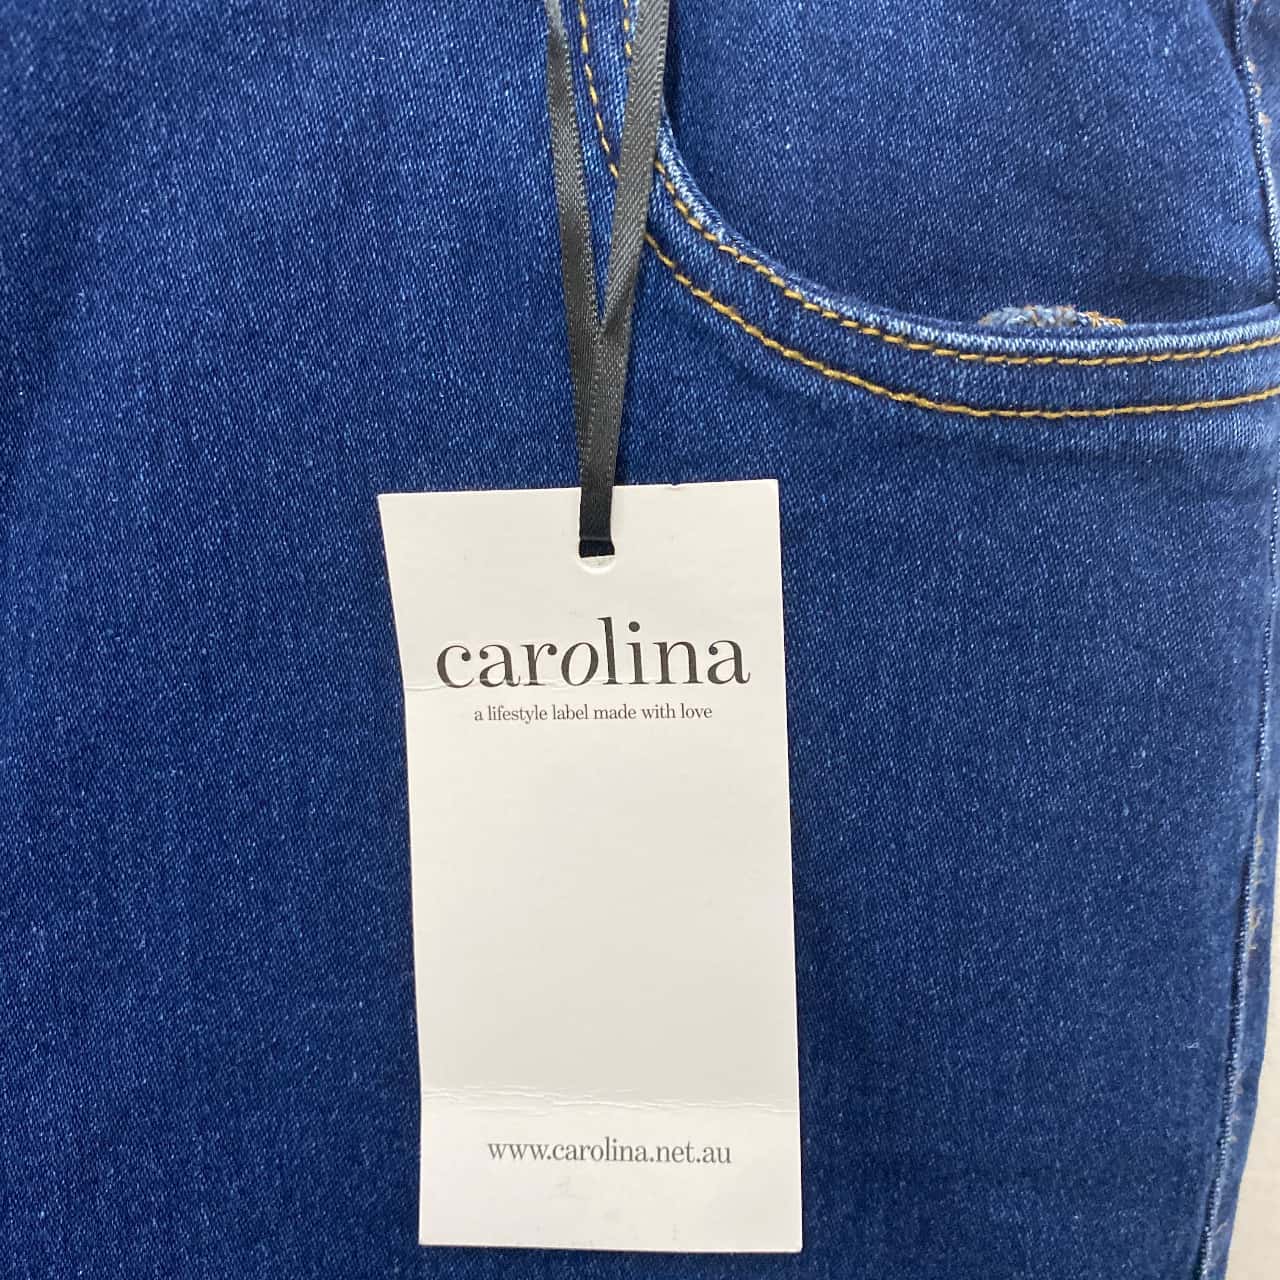 carolina
a lifestyle label made with love
www.carolina.net.au